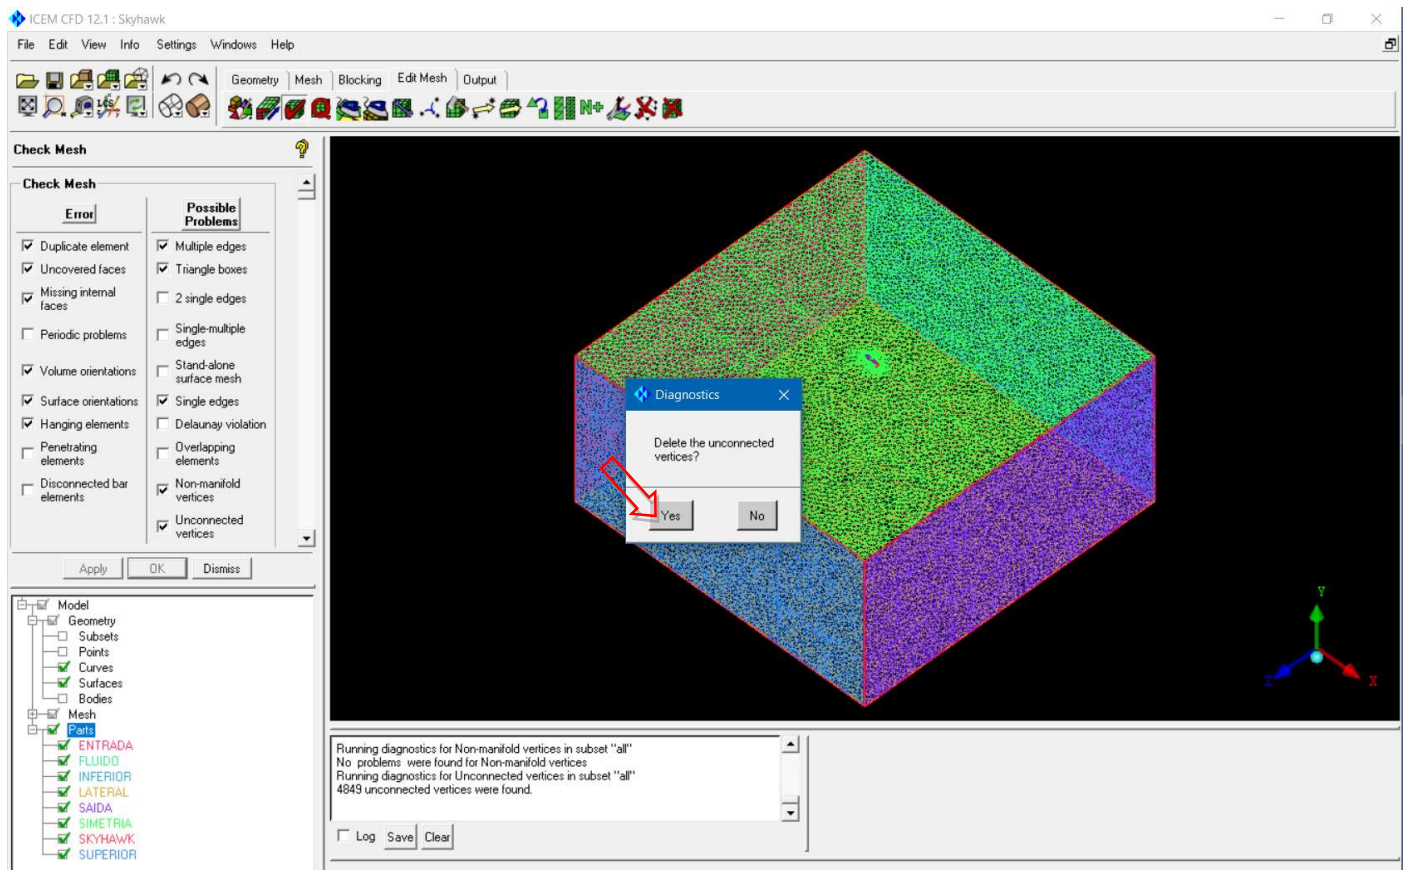 ICEM CFD 12.1 : Skyhawk
File Edit View Info Settings Windows Help
Geometry Mesh Blocking Edit Mesh Output
LCS
N+
Check Mesh
?
Check Mesh
Error
Possible
Problems
Duplicate element
Multiple edges
Uncovered faces
Triangle boxes
Missing internal
faces
2 single edges
Periodic problems
Single-multiple
edges
Volume orientations
Stand-alone
surface mesh
Surface orientations
Single edges
Hanging elements
Delaunay violation
Penetrating
elements
Overlapping
elements
Disconnected bar
elements
Non-manifold
vertices
Unconnected
vertices
Apply OK Dismiss
Model
Geometry
Subsets
Points
Curves
Surfaces
Bodies
Mesh
Parts
ENTRADA
FLUIDO
INFERIOR
LATERAL
SAIDA
SIMETRIA
SKYHAWK
SUPERIOR
Diagnostics
Delete the unconnected
vertices?
Yes No
Y
Z
X
Running diagnostics for Non-manifold vertices in subset "all"
No problems were found for Non-manifold vertices
Running diagnostics for Unconnected vertices in subset "all"
4849 unconnected vertices were found.
Log Save Clear